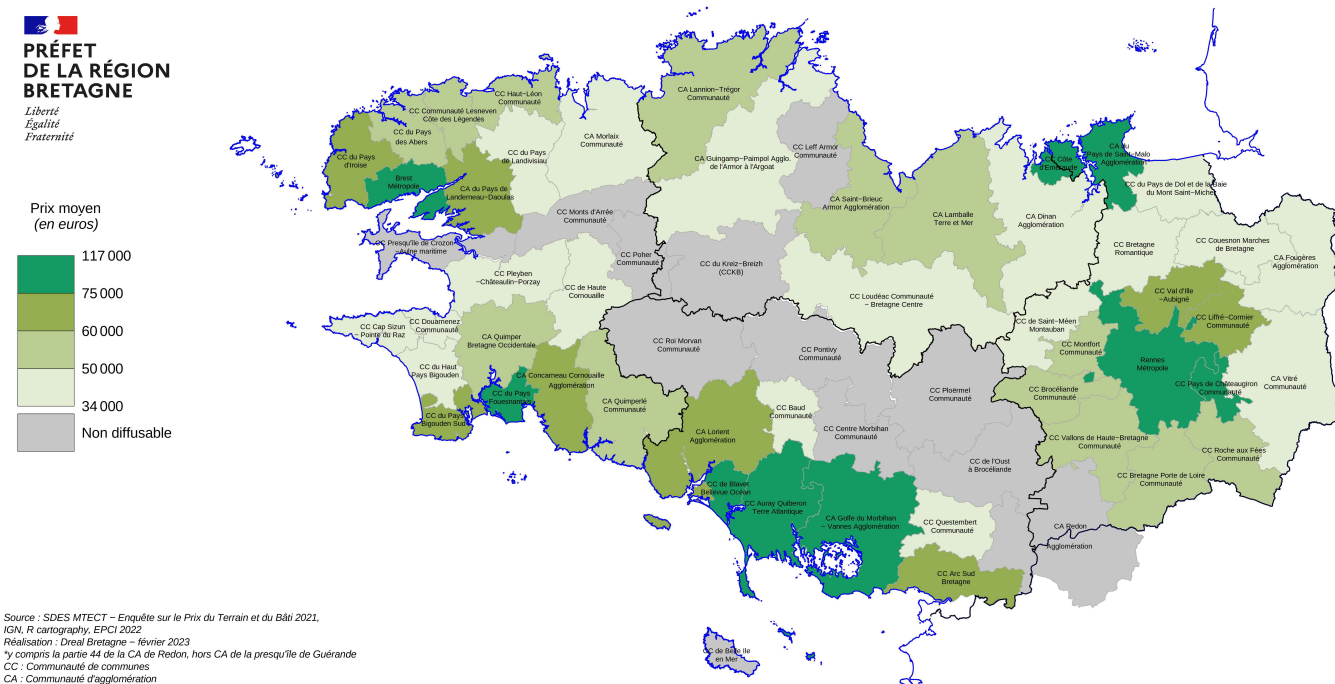 PRÉFET
DE LA RÉGION
BRETAGNE
Liberté
Égalité
Fraternité
Prix moyen
(en euros)
117 000
75 000
60 000
50 000
34 000
Non diffusable
CC Haut−Léon
Communauté
CC Communauté Lesneven
Côte des Légendes
CC du Pays
des Abers
CC du Pays
d'Iroise
Brest
Métropole
CA du Pays de
Landerneau−Daoulas
CC du Pays
de Landivisiau
CA Morlaix
Communauté
CA Lannion−Trégor
Communauté
CA Guingamp−Paimpol Agglo.
de l'Armor à l'Argoat
CC Leff Armor
Communauté
CA Saint−Brieuc
Armor Agglomération
CA Lamballe
Terre et Mer
CA Dinan
Agglomération
CC Côte
d'Emeraude
CA du
Pays de Saint−Malo
Agglomération
CC du Pays de Dol et de la Baie
du Mont Saint−Michel
CC Bretagne
Romantique
CC Couesnon Marches
de Bretagne
CA Fougères
Agglomération
CC Monts d'Arrée
Communauté
CC Presqu'île de Crozon
−Aulne maritime
CC Poher
Communauté
CC du Kreiz−Breizh
(CCKB)
CC Pleyben
−Châteaulin−Porzay
CC de Haute
Cornouaille
CC Loudéac Communauté
− Bretagne Centre
CC Val d'Ille
−Aubigné
CC Liffré−Cormier
Communauté
CC de Saint−Méen
Montauban
CC Montfort
Communauté
Rennes
Métropole
CC Pays de Châteaugiron
Communauté
CA Vitré
Communauté
CC Cap Sizun
− Pointe du Raz
CC Douarnenez
Communauté
CA Quimper
Bretagne Occidentale
CC du Haut
Pays Bigouden
CC du Pays
Bigouden Sud
CC du Pays
Fouesnantais
CA Concarneau Cornouaille
Agglomération
CA Quimperlé
Communauté
CC Roi Morvan
Communauté
CC Pontivy
Communauté
CC Ploërmel
Communauté
CC Brocéliande
Communauté
CC Baud
Communauté
CA Lorient
Agglomération
CC Centre Morbihan
Communauté
CC de l'Oust
à Brocéliande
CC Vallons de Haute−Bretagne
Communauté
CC Roche aux Fées
Communauté
CC Bretagne Porte de Loire
Communauté
CC de Blavet
Bellevue Océan
CC Auray Quiberon
Terre Atlantique
CA Golfe du Morbihan
− Vannes Agglomération
CC Questembert
Communauté
CA Redon
Agglomération
CC Arc Sud
Bretagne
CC de Belle Ile
en Mer
Source : SDES MTECT − Enquête sur le Prix du Terrain et du Bâti 2021,
IGN, R cartography, EPCI 2022
Réalisation : Dreal Bretagne − février 2023
*y compris la partie 44 de la CA de Redon, hors CA de la presqu'île de Guérande
CC : Communauté de communes
CA : Communauté d'agglomération